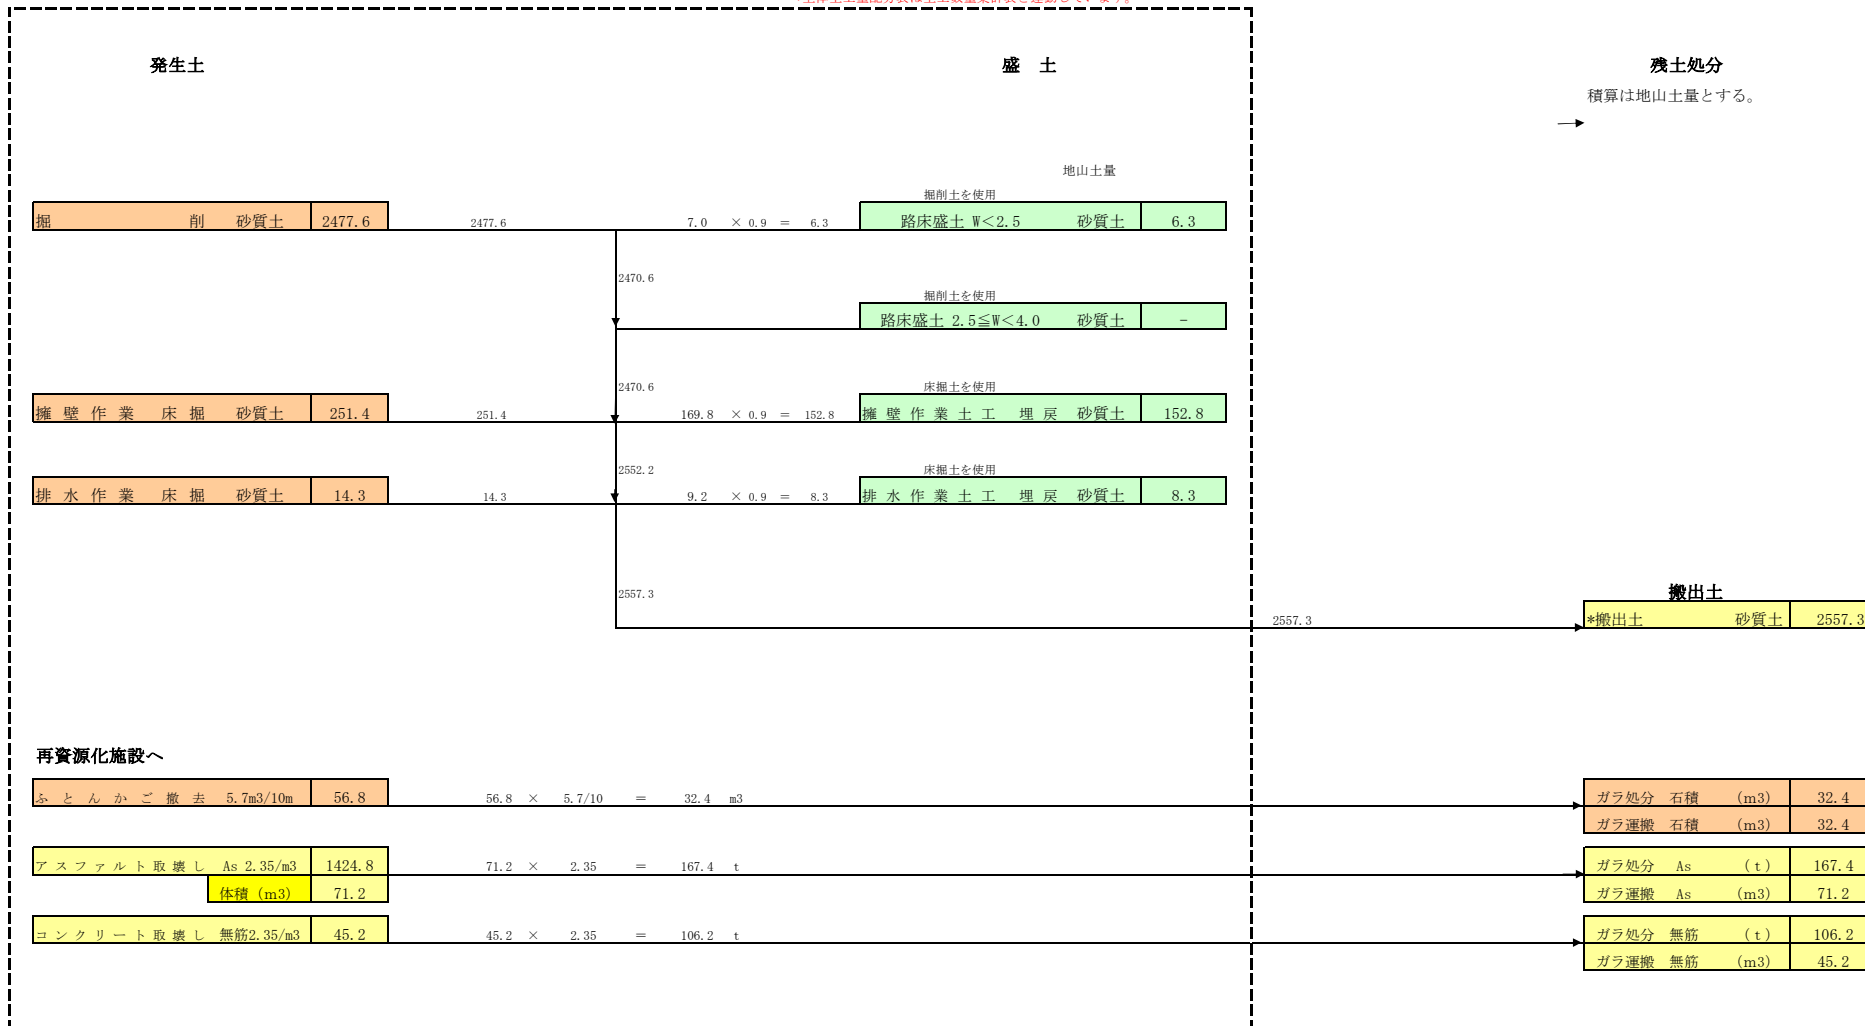 発生土
盛 土
残土処分
積算は地山土量とする。
地山土量
掘削土を使用
掘 削 砂質土 2477.6 2477.6 7.0 × 0.9 = 6.3 路床盛土 W＜2.5 砂質土 6.3
2470.6
掘削土を使用
路床盛土 2.5≦W＜4.0 砂質土 －
2470.6
床掘土を使用
擁壁作業 床掘 砂質土 251.4 251.4 169.8 × 0.9 = 152.8 擁壁作業土工 埋戻 砂質土 152.8
2552.2
床掘土を使用
排水作業 床掘 砂質土 14.3 14.3 9.2 × 0.9 = 8.3 排水作業土工 埋戻 砂質土 8.3
2557.3
搬出土
2557.3 *搬出土 砂質土 2557.3
再資源化施設へ
ふとんかご撤去 5.7m3/10m 56.8 56.8 × 5.7/10 = 32.4 m3 ガラ処分 石積 (m3) 32.4
ガラ運搬 石積 (m3) 32.4
アスファルト取壊し As 2.35/m3 1424.8 71.2 × 2.35 = 167.4 t ガラ処分 As (t) 167.4
体積(m3) 71.2 ガラ運搬 As (m3) 71.2
コンクリート取壊し 無筋2.35/m3 45.2 45.2 × 2.35 = 106.2 t ガラ処分 無筋 (t) 106.2
ガラ運搬 無筋 (m3) 45.2